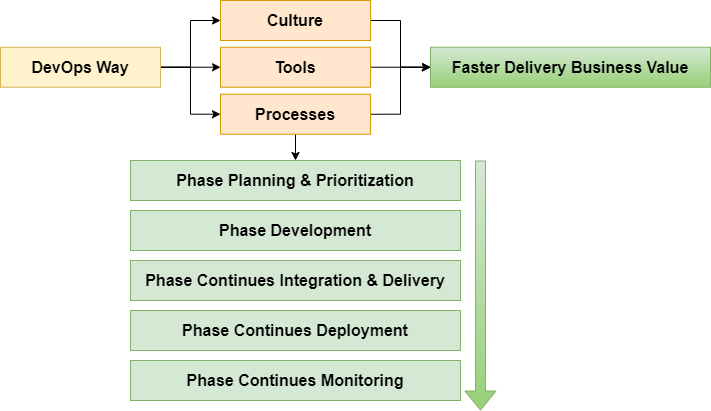 Culture
DevOps Way
Tools
Faster Delivery Business Value
Processes
Phase Planning & Prioritization
Phase Development
Phase Continues Integration & Delivery
Phase Continues Deployment
Phase Continues Monitoring